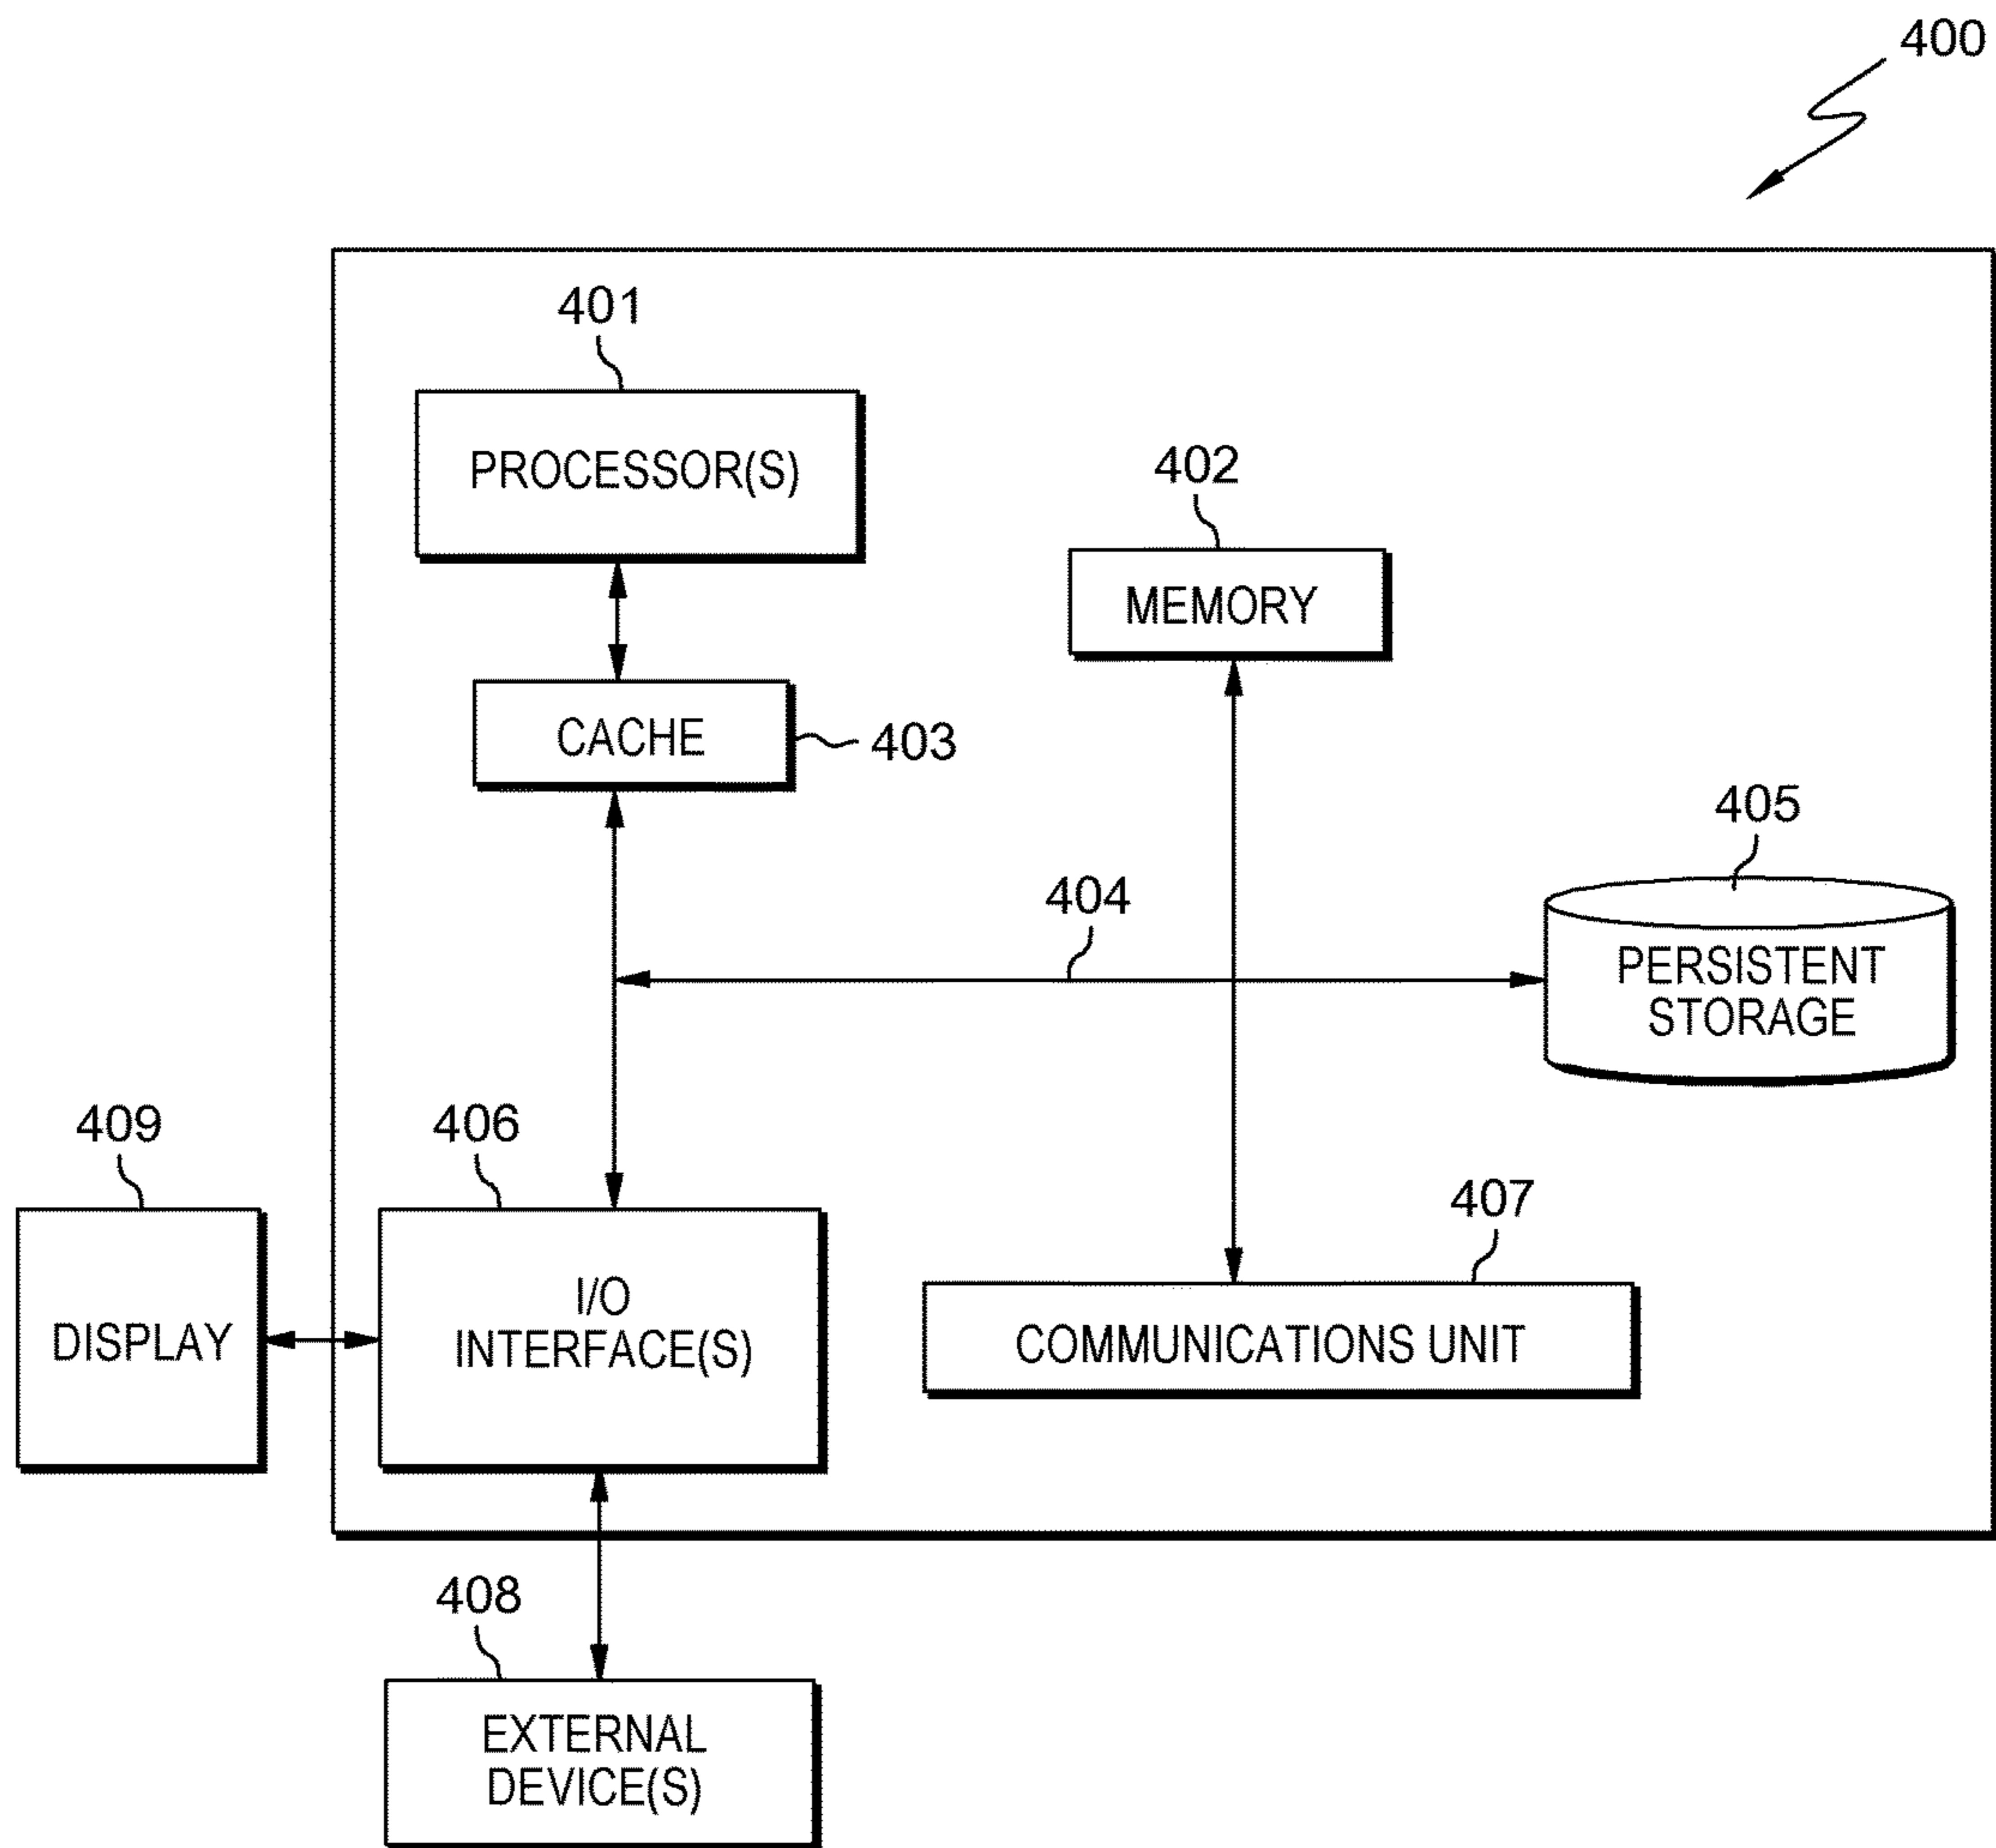 400
401
PROCESSOR(S)
402
MEMORY
CACHE
403
405
404
PERSISTENT
STORAGE
409
406
407
DISPLAY
I/O
INTERFACE(S)
COMMUNICATIONS UNIT
408
EXTERNAL
DEVICE(S)